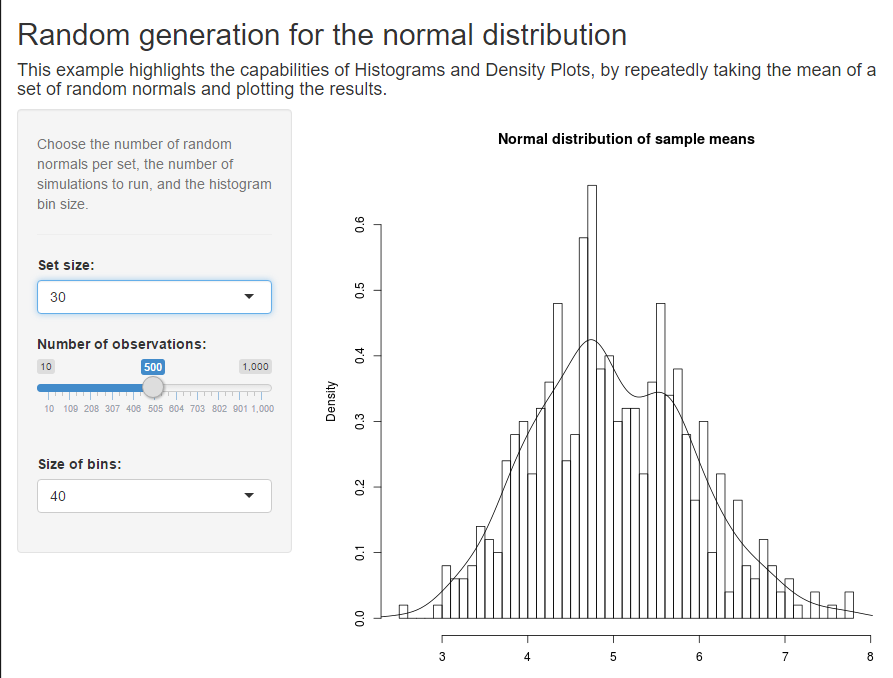 Random generation for the normal distribution
This example highlights the capabilities of Histograms and Density Plots, by repeatedly taking the mean of a
set of random normals and plotting the results.
Choose the number of random
normals per set, the number of
simulations to run, and the histogram
bin size.
Set size:
30
Number of observations:
10 500 1,000
10 109 208 307 406 505 604 703 802 901 1,000
Size of bins:
40
Normal distribution of sample means
Density
0.6
0.5
0.4
0.3
0.2
0.1
0.0
3 4 5 6 7 8